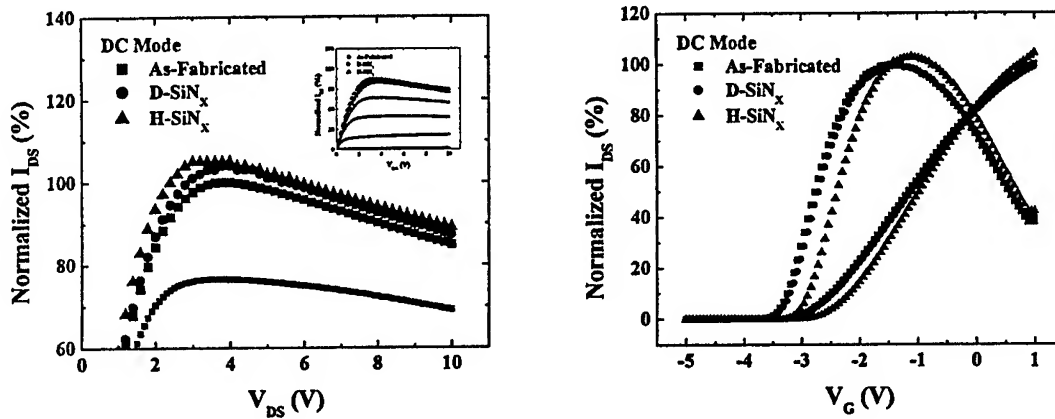 140
DC Mode
As-Fabricated
D-SiNX
H-SiNX
120
100
80
60
Normalized IDS (%)
0
2
4
6
8
10
VDS (V)
120
DC Mode
As-Fabricated
D-SiNX
H-SiNX
100
80
60
40
20
0
Normalized IDS (%)
-5
-4
-3
-2
-1
0
1
VG (V)